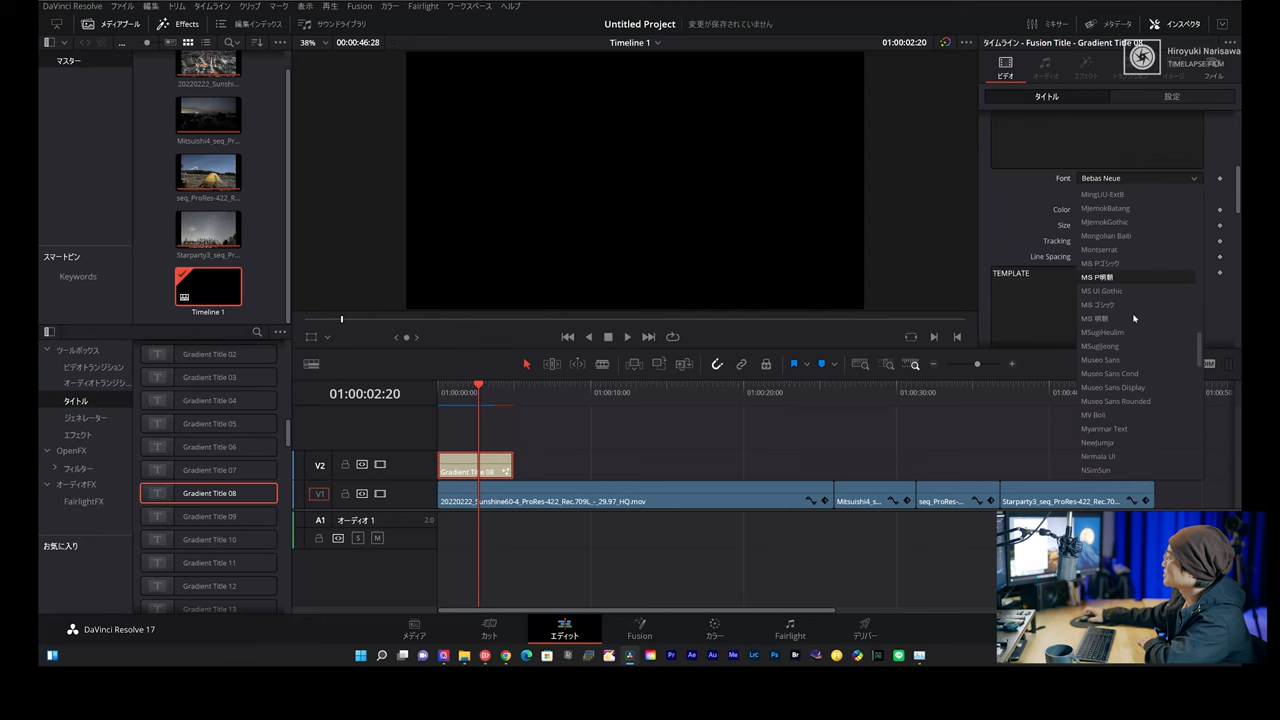 DaVinci Resolve ファイル 編集 トリム タイムライン クリップ マーク 表示 再生 Fusion カラー Fairlight ワークスペース ヘルプ
メディアプール Effects 編集インデックス サウンドライブラリ Untitled Project 変更が保存されていません ミキサー メタデータ インスペクタ
38% 00:00:46:28 Timeline 1 01:00:02:20 タイムライン - Fusion Title - Gradient Title 08
Hiroyuki Narisawa
TIMELAPSE FILM
マスター
ビデオ オーディオ エフェクト トランジション イメージ ファイル
20220222_Sunshi...
タイトル 設定
Mitsuishi4_seq_Pr...
seq_ProRes-422_R...
Starparty3_seq_Pr...
スマートビン
Keywords
Timeline 1
Font Bebas Neue
Color
Size
Tracking
Line Spacing
TEMPLATE
MingLiU-ExtB
MJemokBatang
MJemokGothic
Mongolian Baiti
Montserrat
MS Pゴシック
MS P明朝
MS UI Gothic
MS ゴシック
MS 明朝
MSugiHeulim
MSugiJeong
Museo Sans
Museo Sans Cond
Museo Sans Display
Museo Sans Rounded
MV Boli
Myanmar Text
NewJumja
Nirmala UI
NSimSun
ツールボックス
ビデオトランジション
オーディオトランジシ...
タイトル
ジェネレーター
エフェクト
OpenFX
フィルター
オーディオFX
FairlightFX
お気に入り
Gradient Title 02
Gradient Title 03
Gradient Title 04
Gradient Title 05
Gradient Title 06
Gradient Title 07
Gradient Title 08
Gradient Title 09
Gradient Title 10
Gradient Title 11
Gradient Title 12
Gradient Title 13
DIM
01:00:02:20 01:00:00:00 01:00:10:00 01:00:20:00 01:00:30:00
V2 Gradient Title 08
V1 20220222_Sunshine60-4_ProRes-422_Rec.709L_-_29.97_HQ.mov Mitsuishi4_s... seq_ProRes-... Starparty3_seq_ProRes-422_Rec.70...
A1 オーディオ 1 2.0
S M
DaVinci Resolve 17 メディア カット エディット Fusion カラー Fairlight デリバー
Pr Ae Au Me Lrc Ps Br